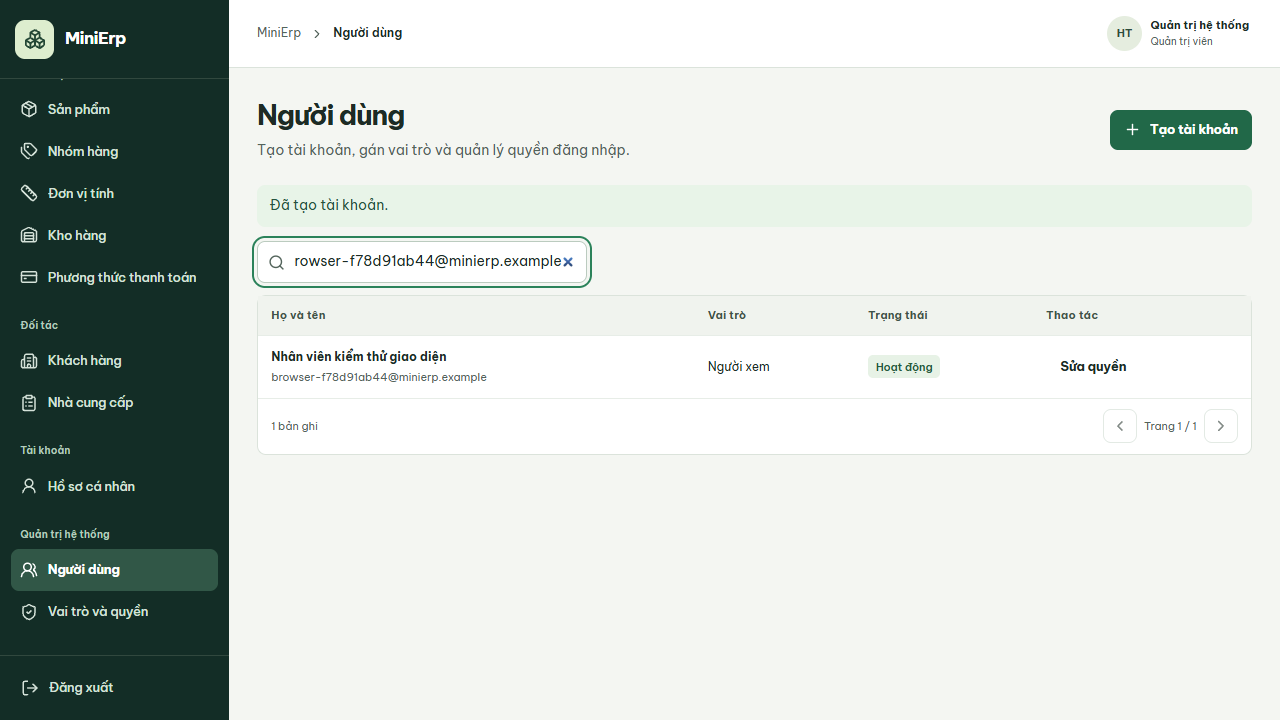 MiniErp
Sản phẩm
Nhóm hàng
Đơn vị tính
Kho hàng
Phương thức thanh toán
Đối tác
Khách hàng
Nhà cung cấp
Tài khoản
Hồ sơ cá nhân
Quản trị hệ thống
Người dùng
Vai trò và quyền
Đăng xuất
MiniErp
Người dùng
HT
Quản trị hệ thống
Quản trị viên
Người dùng
Tạo tài khoản, gán vai trò và quản lý quyền đăng nhập.
Tạo tài khoản
Đã tạo tài khoản.
rowser-f78d91ab44@minierp.example
Họ và tên Vai trò Trạng thái Thao tác
Nhân viên kiểm thử giao diện
browser-f78d91ab44@minierp.example
Người xem
Hoạt động
Sửa quyền
1 bản ghi
Trang 1 / 1